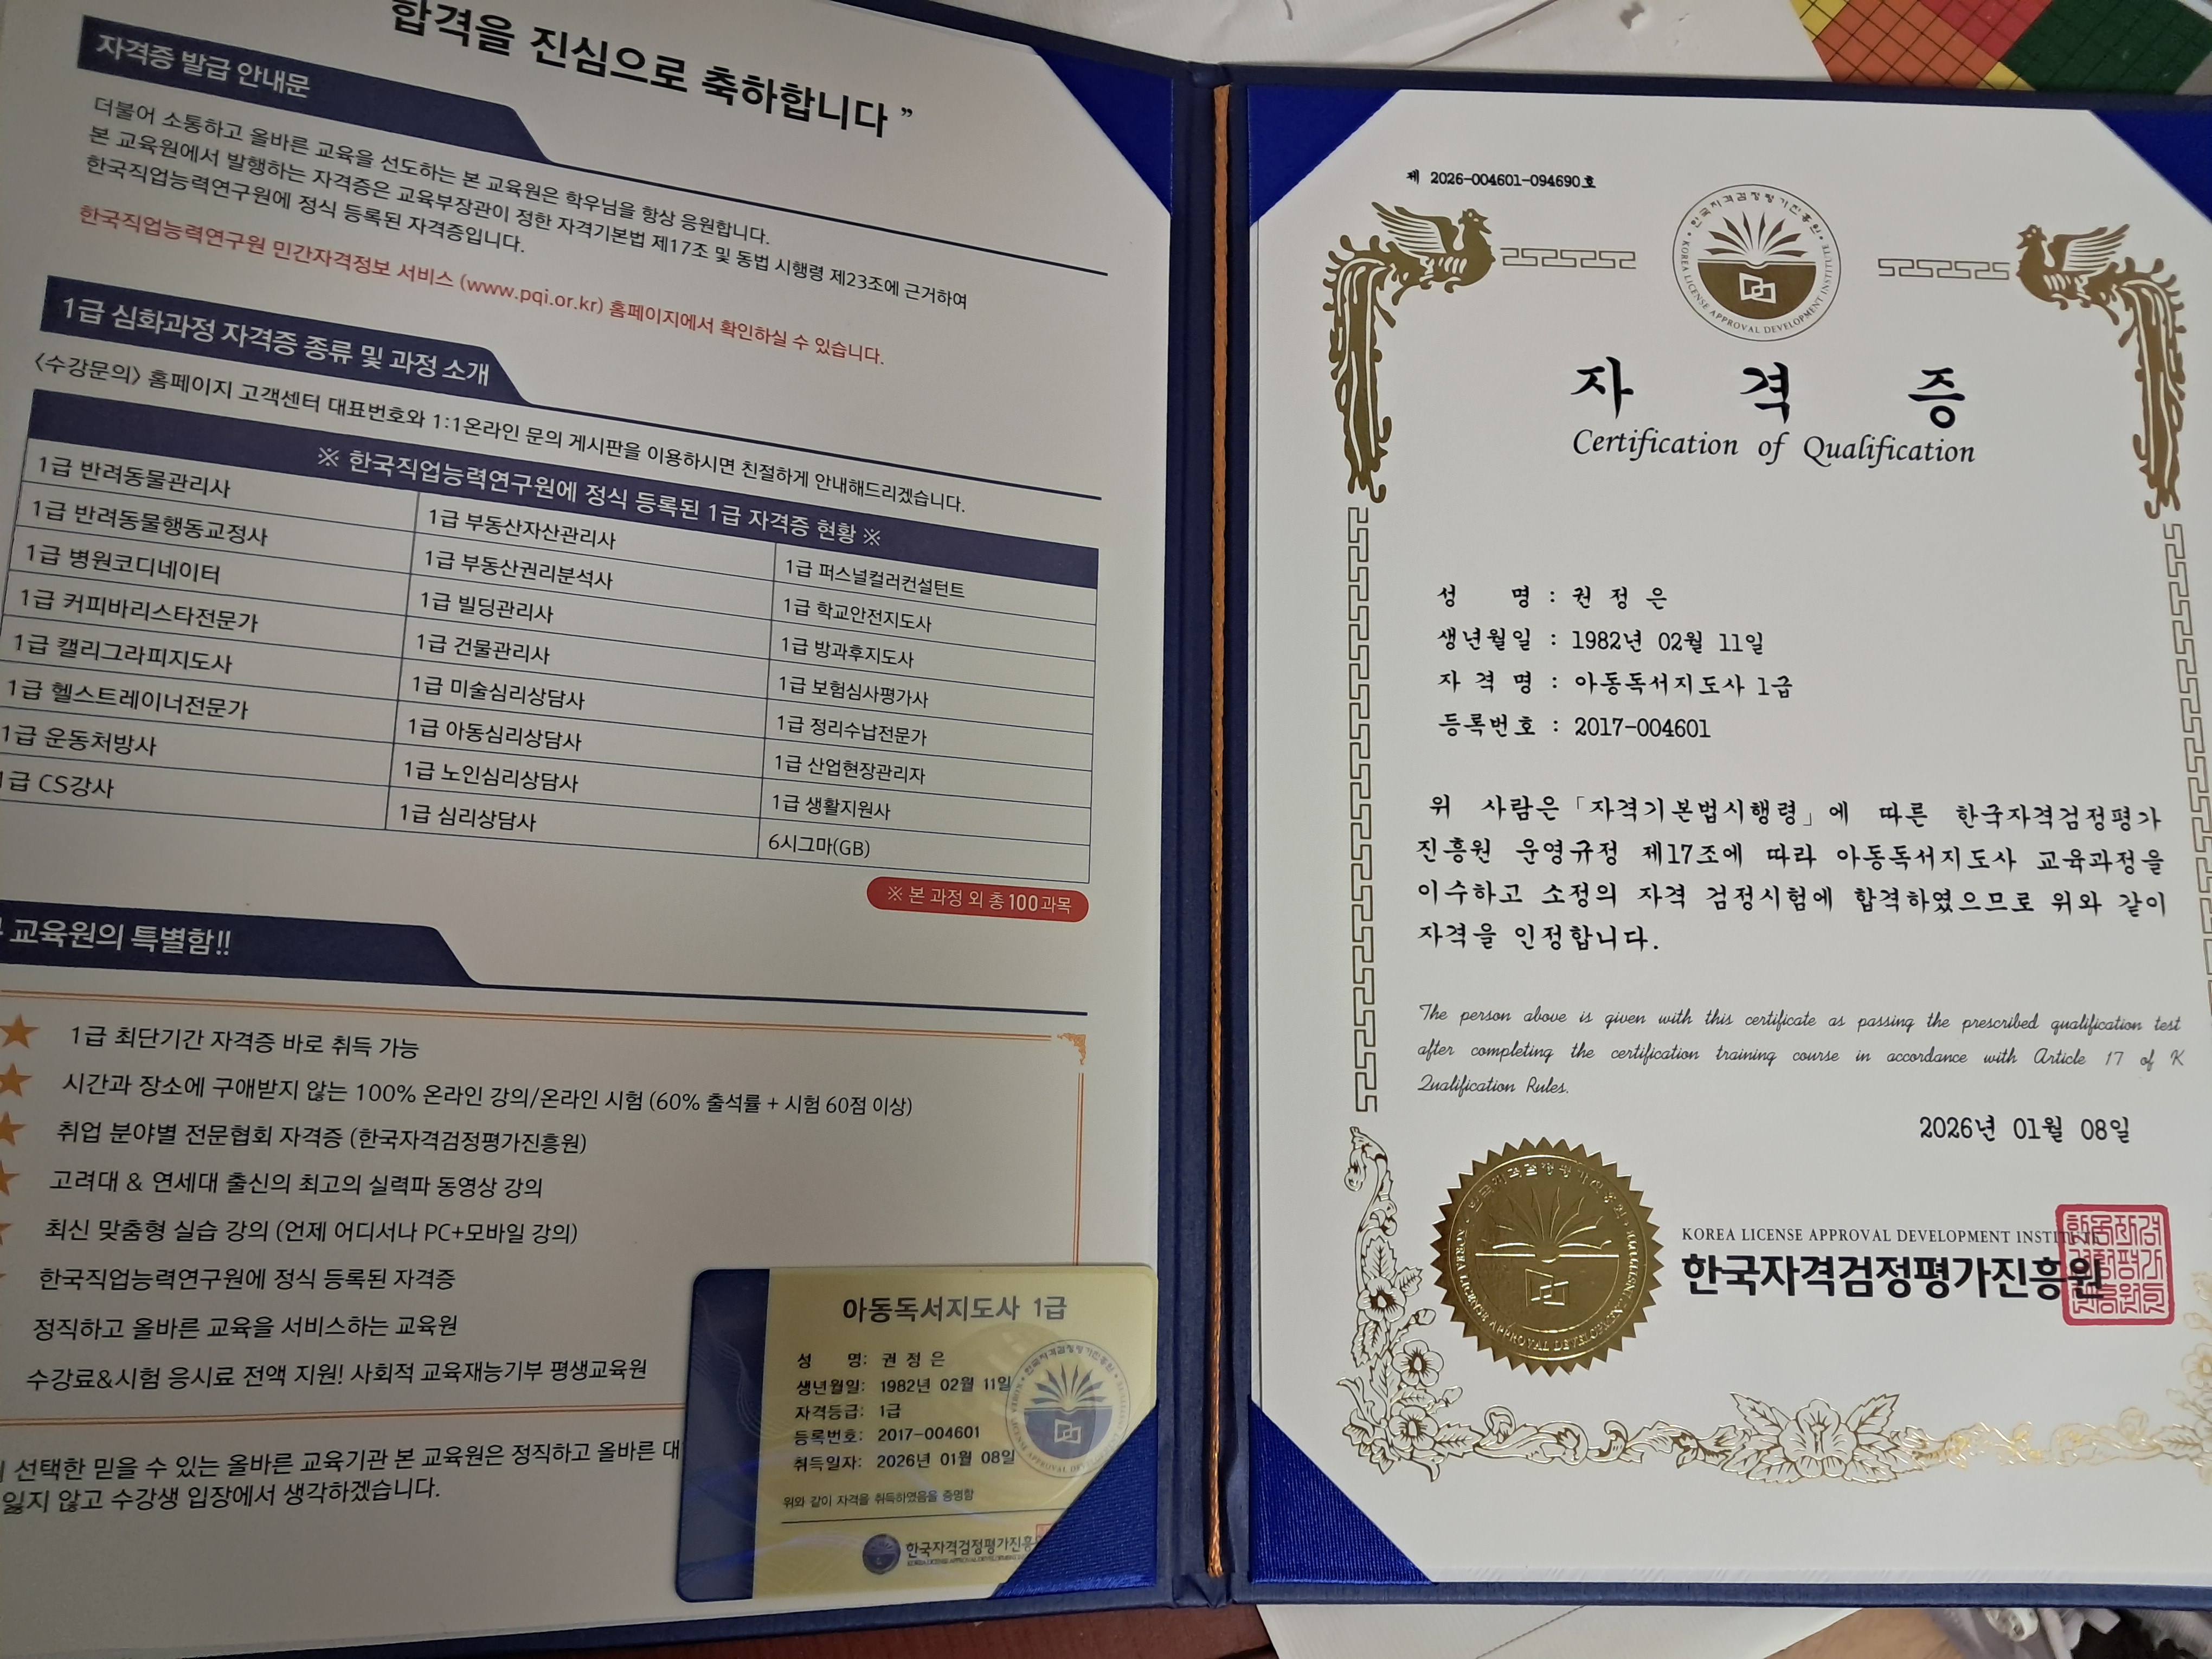 합격을 진심으로 축하합니다 ”
자격증 발급 안내문
더불어 소통하고 올바른 교육을 선도하는 본 교육원은 학우님을 항상 응원합니다.
본 교육원에서 발행하는 자격증은 교육부장관이 정한 자격기본법 제17조 및 동법 시행령 제23조에 근거하여
한국직업능력연구원에 정식 등록된 자격증입니다.
한국직업능력연구원 민간자격정보 서비스 (www.pqi.or.kr) 홈페이지에서 확인하실 수 있습니다.
1급 심화과정 자격증 종류 및 과정 소개
<수강문의> 홈페이지 고객센터 대표번호와 1:1온라인 문의 게시판을 이용하시면 친절하게 안내해드리겠습니다.
※ 한국직업능력연구원에 정식 등록된 1급 자격증 현황 ※
1급 반려동물관리사 1급 부동산자산관리사 1급 퍼스널컬러컨설턴트
1급 반려동물행동교정사 1급 부동산권리분석사 1급 학교안전지도사
1급 병원코디네이터 1급 빌딩관리사 1급 방과후지도사
1급 커피바리스타전문가 1급 건물관리사 1급 보험심사평가사
1급 캘리그라피지도사 1급 미술심리상담사 1급 정리수납전문가
1급 헬스트레이너전문가 1급 아동심리상담사 1급 산업현장관리자
1급 운동처방사 1급 노인심리상담사 1급 생활지원사
1급 CS강사 1급 심리상담사 6시그마(GB)
※ 본 과정 외 총 100과목
교육원의 특별함!!
1급 최단기간 자격증 바로 취득 가능
시간과 장소에 구애받지 않는 100% 온라인 강의/온라인 시험 (60% 출석률 + 시험 60점 이상)
취업 분야별 전문협회 자격증 (한국자격검정평가진흥원)
고려대 & 연세대 출신의 최고의 실력파 동영상 강의
최신 맞춤형 실습 강의 (언제 어디서나 PC+모바일 강의)
한국직업능력연구원에 정식 등록된 자격증
정직하고 올바른 교육을 서비스하는 교육원
수강료&시험 응시료 전액 지원! 사회적 교육재능기부 평생교육원
선택한 믿을 수 있는 올바른 교육기관 본 교육원은 정직하고 올바른 대
잃지 않고 수강생 입장에서 생각하겠습니다.
아동독서지도사 1급
성 명: 권 정 은
생년월일: 1982년 02월 11일
자격등급: 1급
등록번호: 2017-004601
취득일자: 2026년 01월 08일
위와 같이 자격을 취득하였음을 증명함
한국자격검정평가진흥
제 2026-004601-094690호
한국자격검정평가진흥원
KOREA LICENSE APPROVAL DEVELOPMENT INSTITUTE
자 격 증
Certification of Qualification
성 명 : 권 정 은
생년월일 : 1982년 02월 11일
자 격 명 : 아동독서지도사 1급
등록번호 : 2017-004601
위 사람은 「자격기본법시행령」에 따른 한국자격검정평가
진흥원 운영규정 제17조에 따라 아동독서지도사 교육과정을
이수하고 소정의 자격 검정시험에 합격하였으므로 위와 같이
자격을 인정합니다.
The person above is given with this certificate as passing the prescribed qualification test
after completing the certification training course in accordance with Article 17 of K
Qualification Rules.
2026년 01월 08일
KOREA LICENSE APPROVAL DEVELOPMENT INSTITUTE
한국자격검정평가진흥원